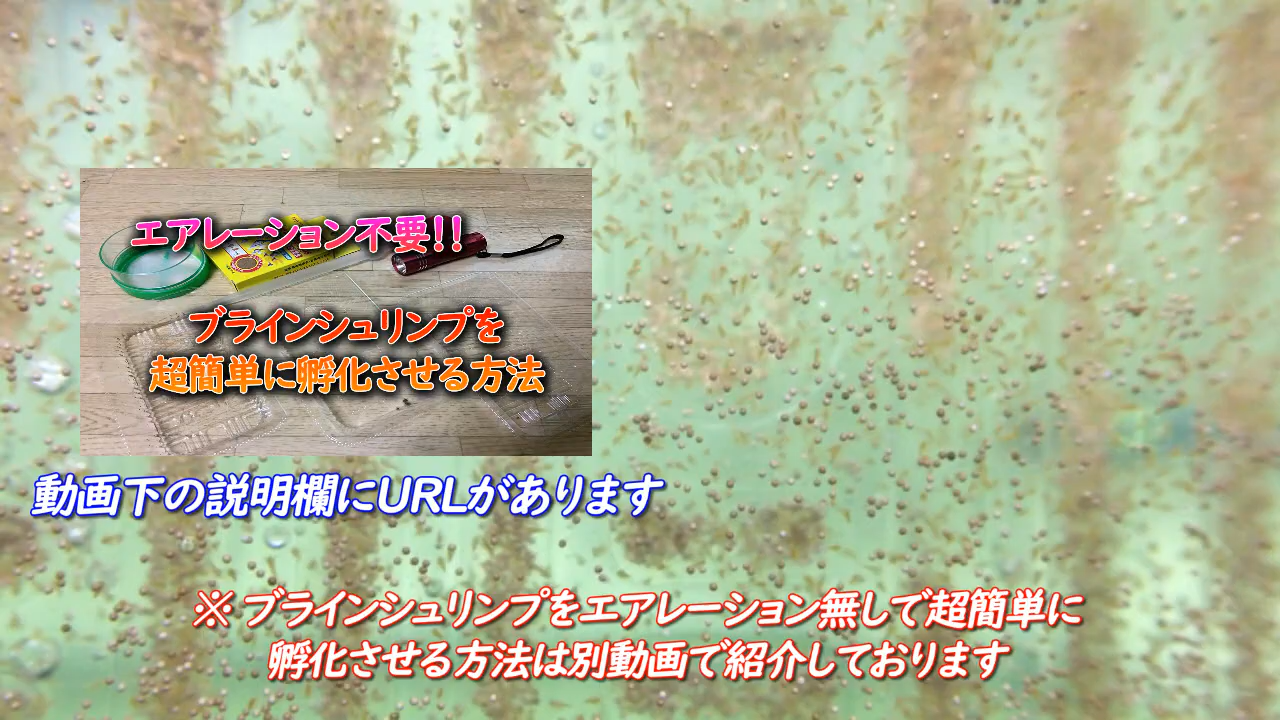 エアレーション不要!!
ブラインシュリンプを
超簡単に孵化させる方法
動画下の説明欄にURLがあります
※ ブラインシュリンプをエアレーション無しで超簡単に
孵化させる方法は別動画で紹介しております